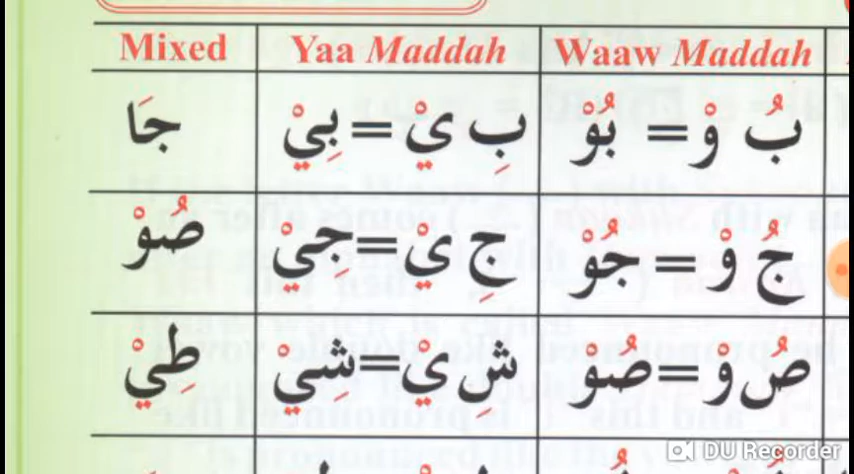 Mixed Yaa Maddah Waaw Maddah
جَا
بِ يْ = بِيْ
بُ وْ = بُوْ
صُوْ
حِ يْ = جِيْ
جُ وْ = جُوْ
طِيْ
شِ يْ = شِيْ
صُ وْ = صُوْ
DU Recorder